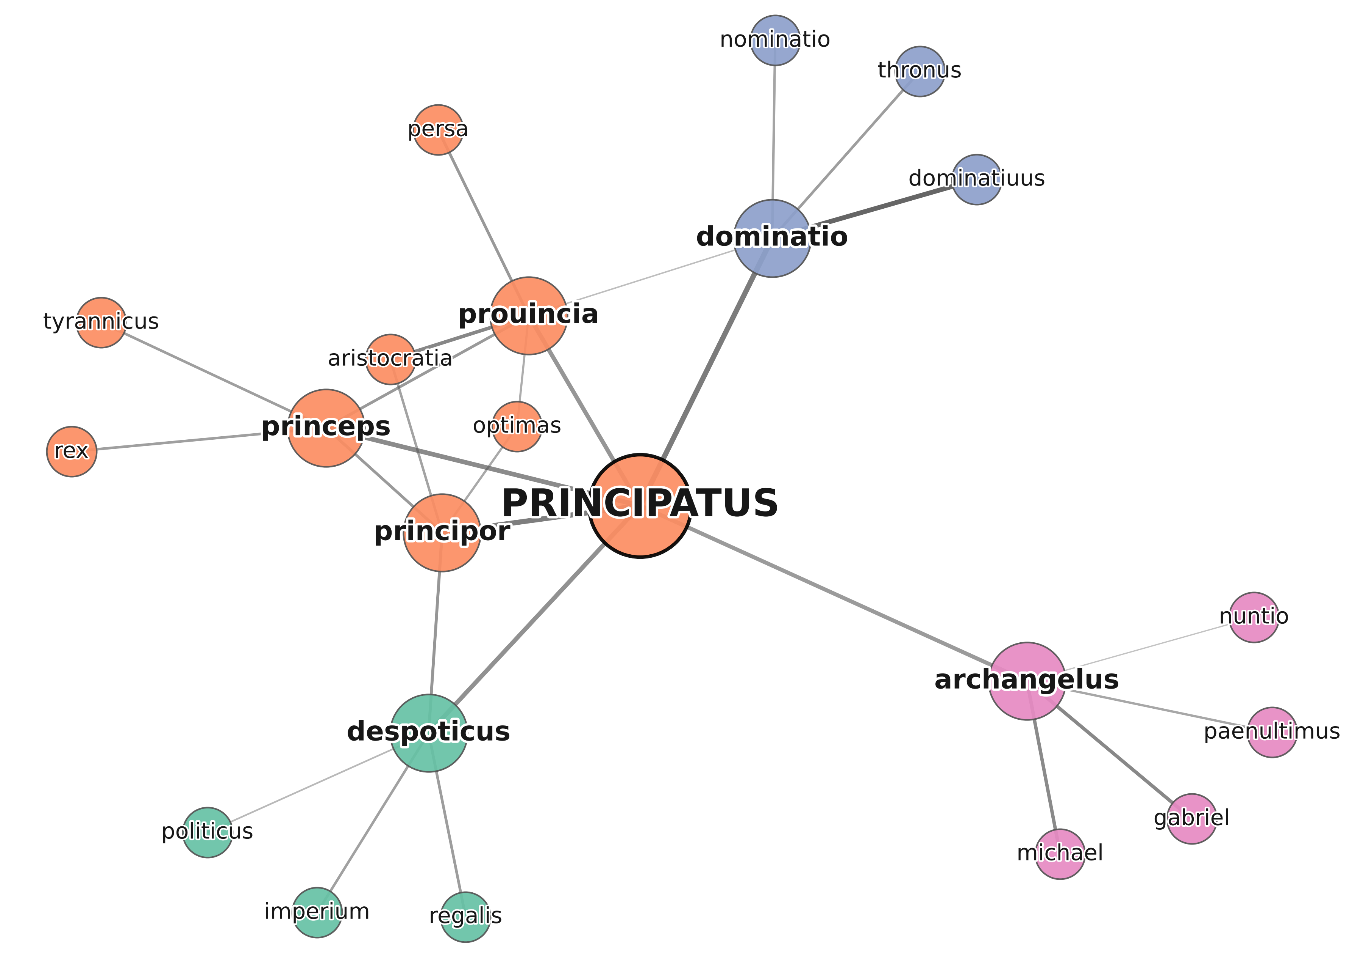 nominatio
thronus
persa
dominatiuus
dominatio
prouincia
tyrannicus
aristocratia
princeps
optimas
rex
PRINCIPATUS
principor
nuntio
archangelus
despoticus
paenultimus
gabriel
politicus
michael
imperium
regalis